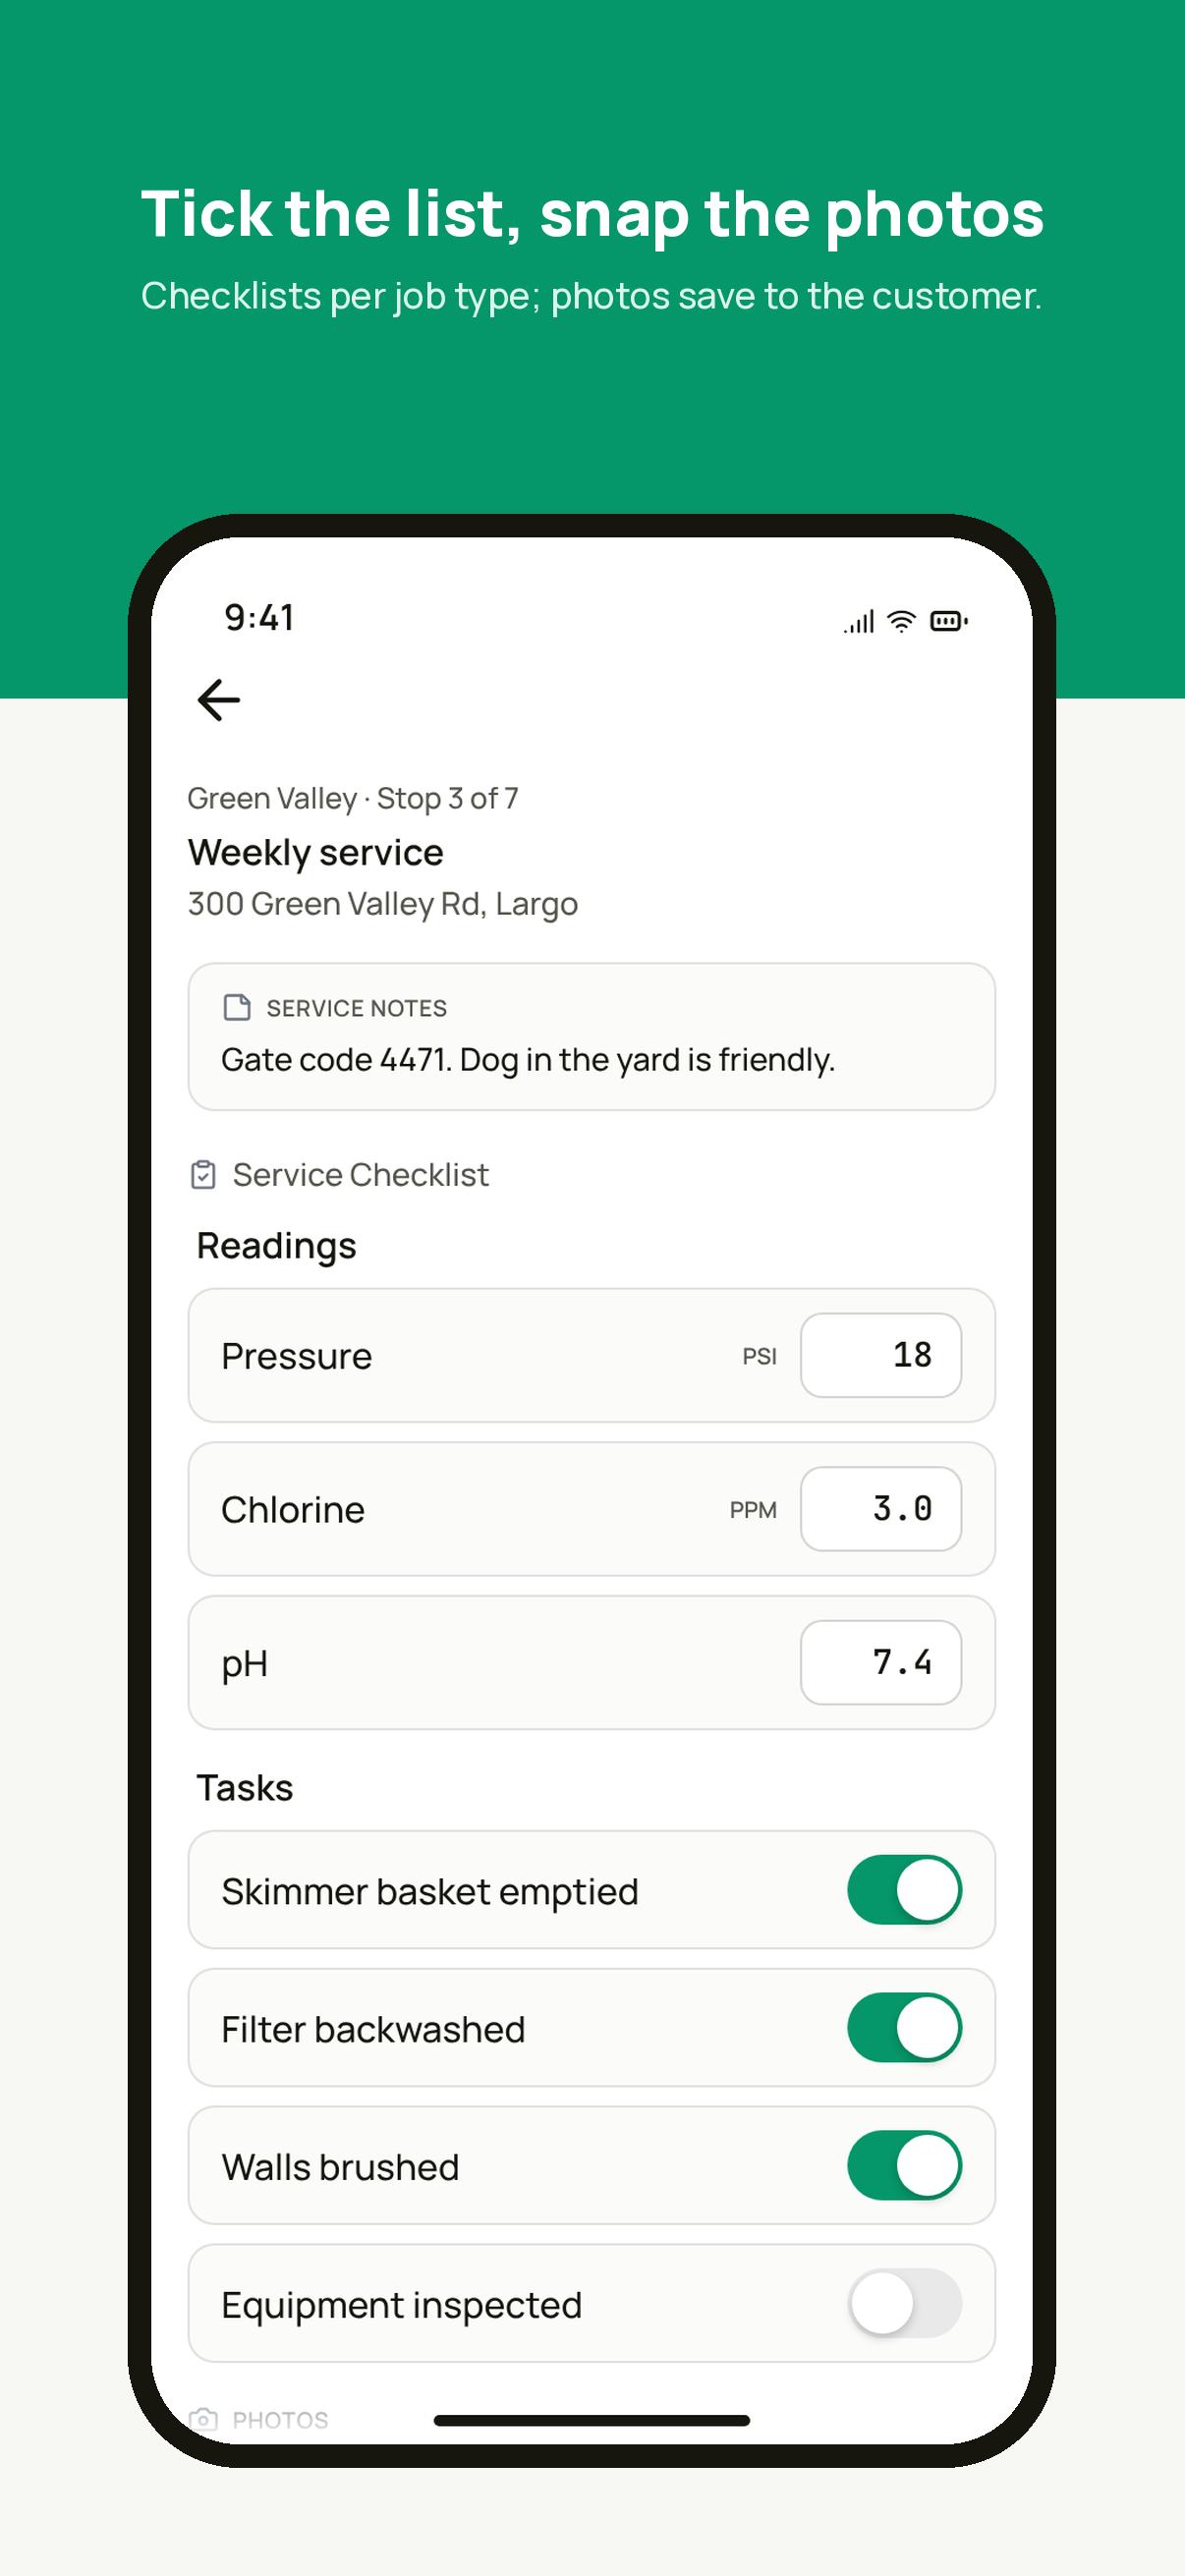 Tick the list, snap the photos
Checklists per job type; photos save to the customer.
9:41
Green Valley · Stop 3 of 7
Weekly service
300 Green Valley Rd, Largo
SERVICE NOTES
Gate code 4471. Dog in the yard is friendly.
Service Checklist
Readings
Pressure PSI 18
Chlorine PPM 3.0
pH 7.4
Tasks
Skimmer basket emptied
Filter backwashed
Walls brushed
Equipment inspected
PHOTOS